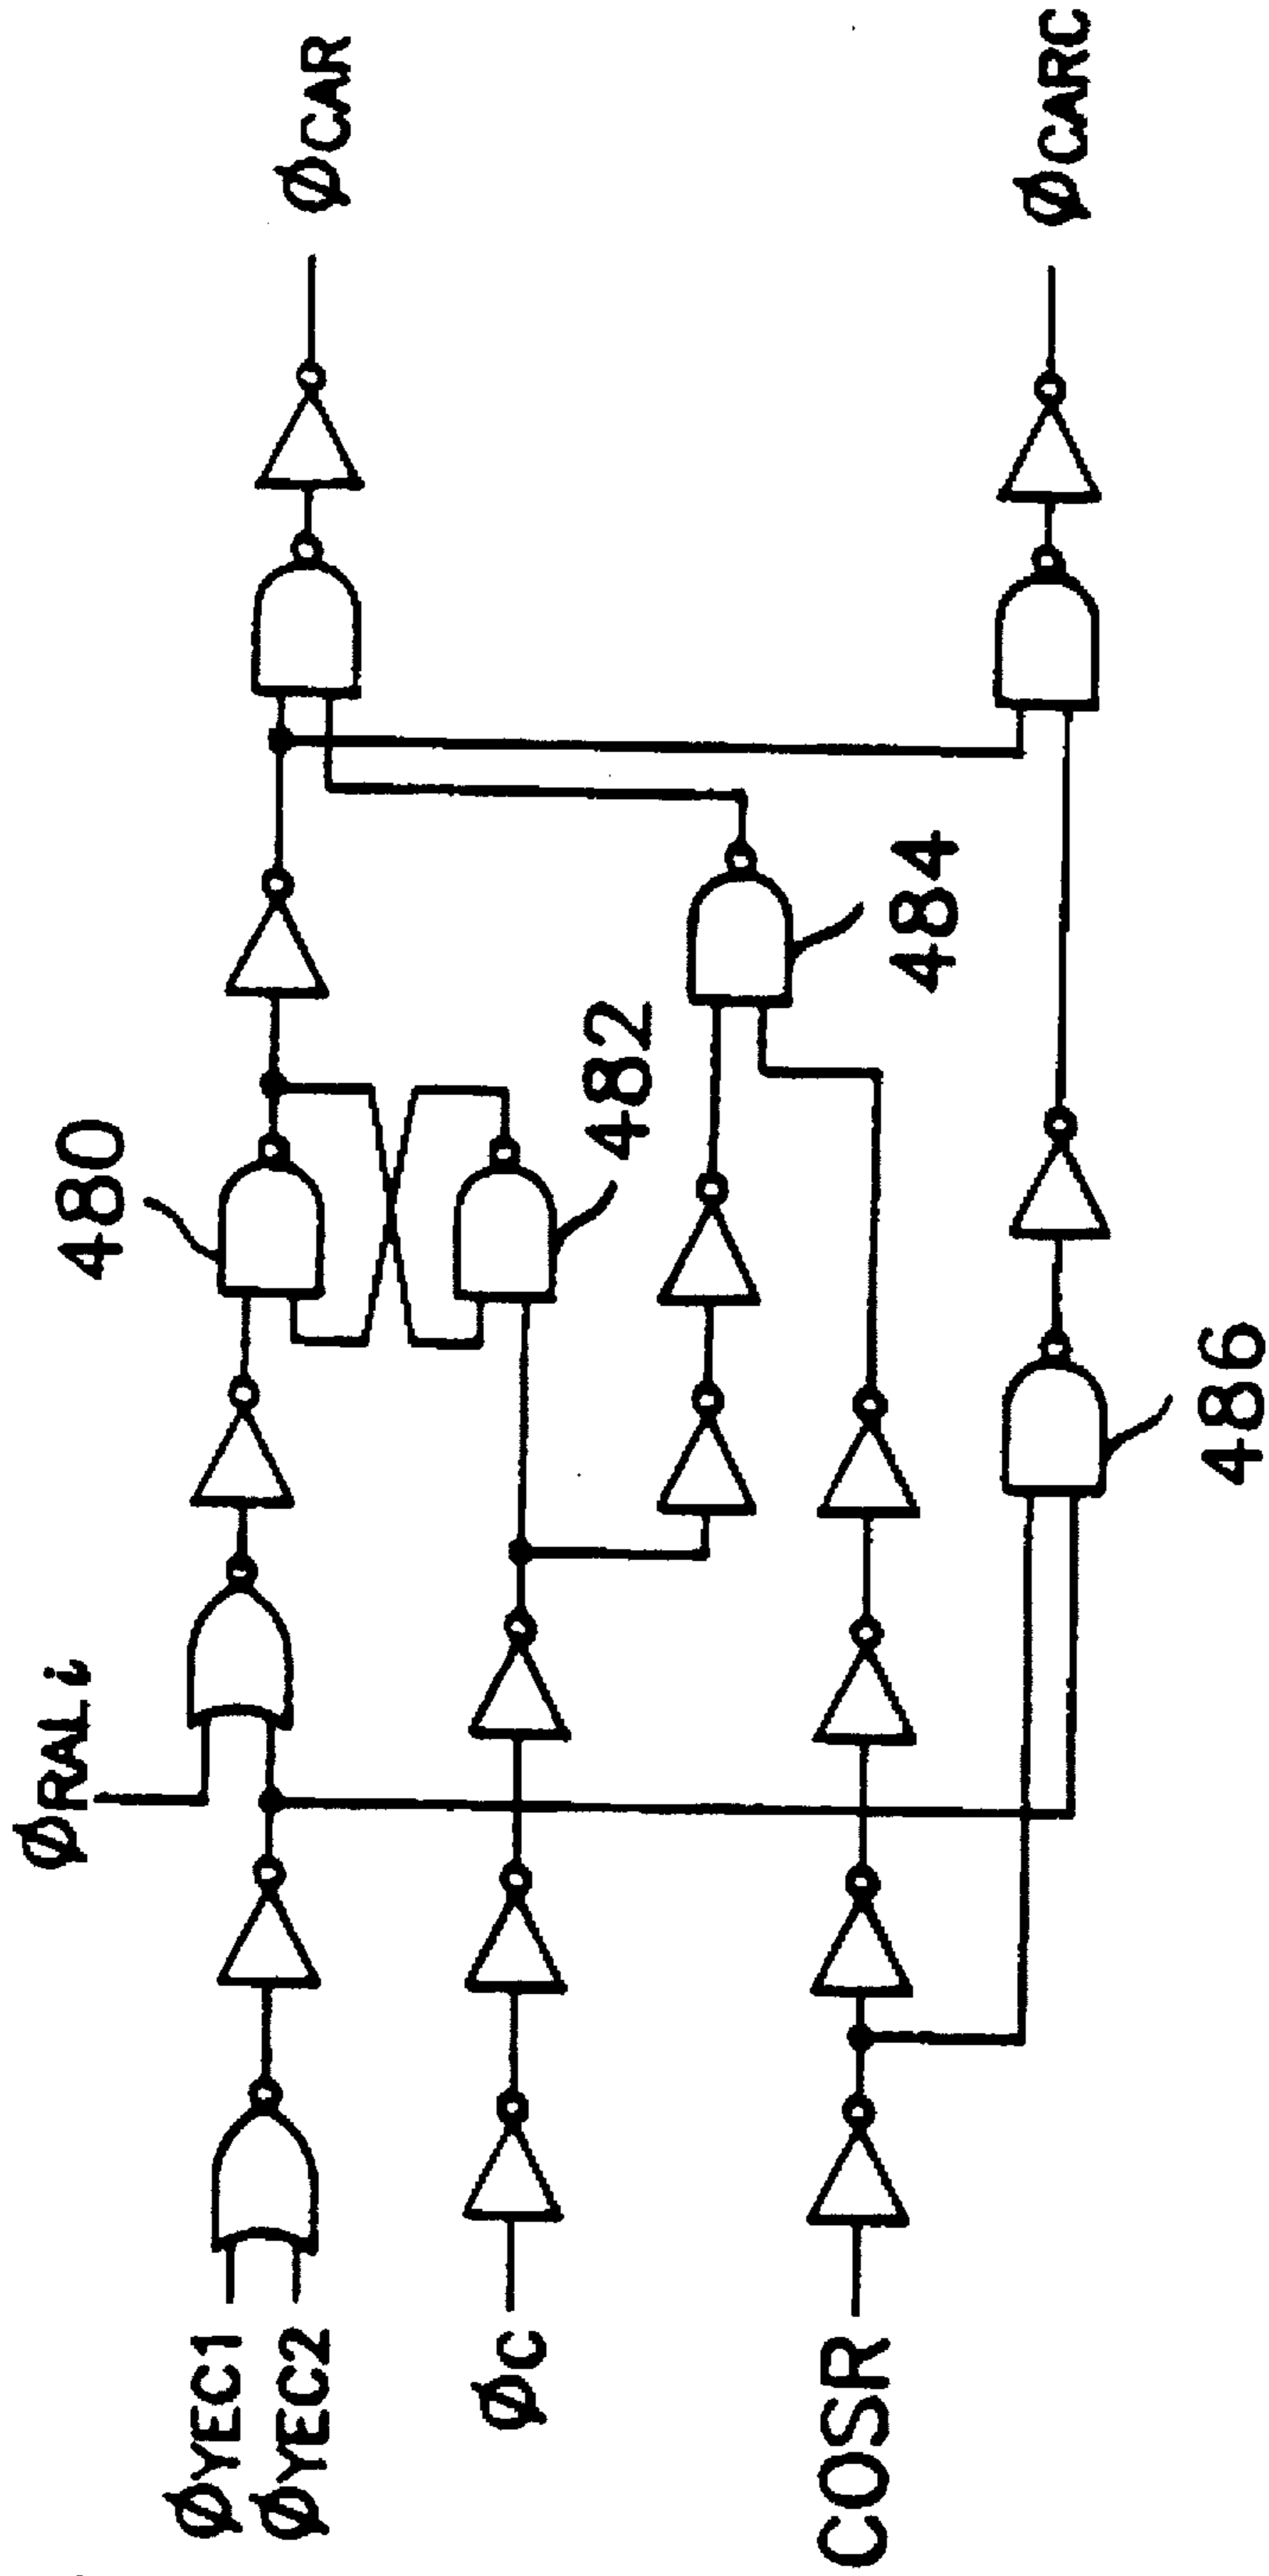 ØYEC1
ØYEC2
ØC
COSR
ØRALi
480
482
484
486
ØCAR
ØCARC